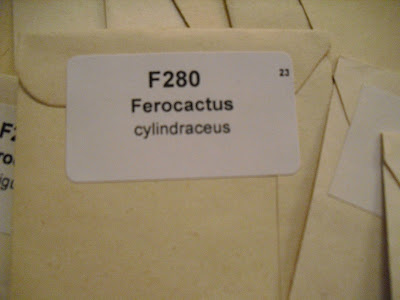 F280
23
Ferocactus
cylindraceus